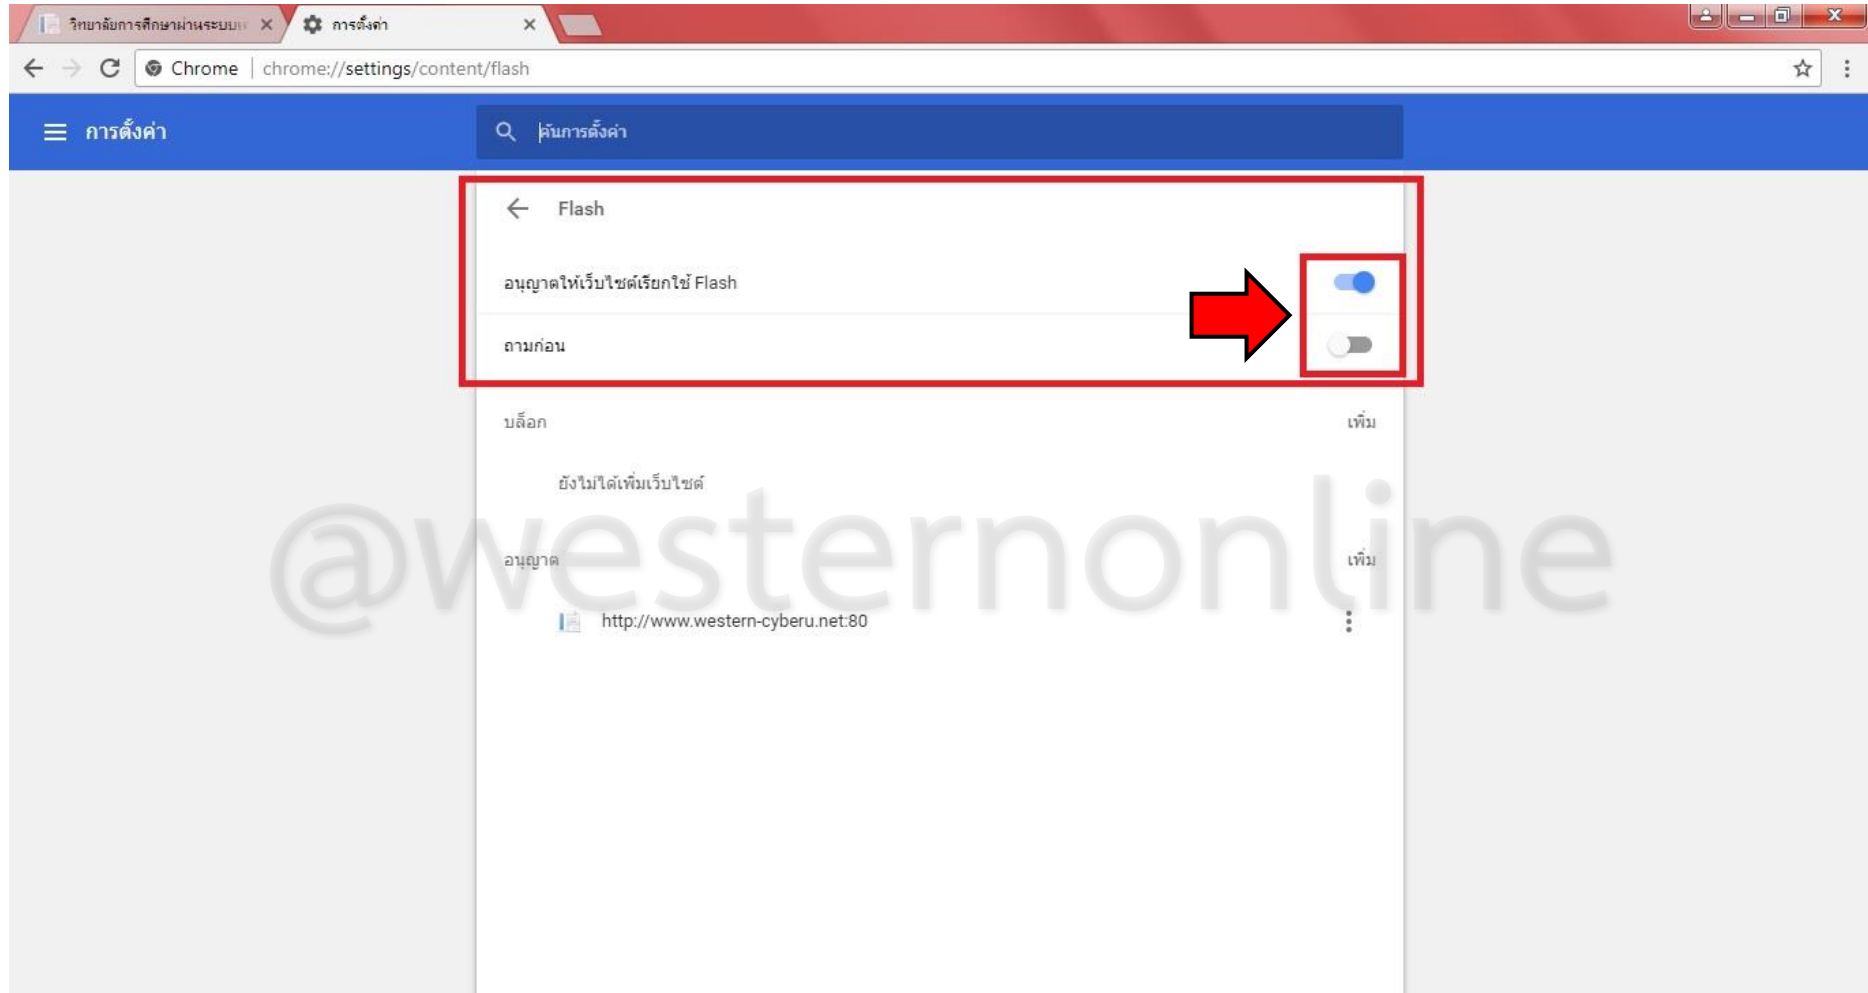 วิทยาลัยการศึกษาผ่านระบบ
การตั้งค่า
Chrome | chrome://settings/content/flash
การตั้งค่า
ค้นการตั้งค่า
Flash
อนุญาตให้เว็บไซต์เรียกใช้ Flash
ถามก่อน
บล็อก เพิ่ม
ยังไม่ได้เพิ่มเว็บไซต์
@westernonline
อนุญาต เพิ่ม
http://www.western-cyberu.net:80